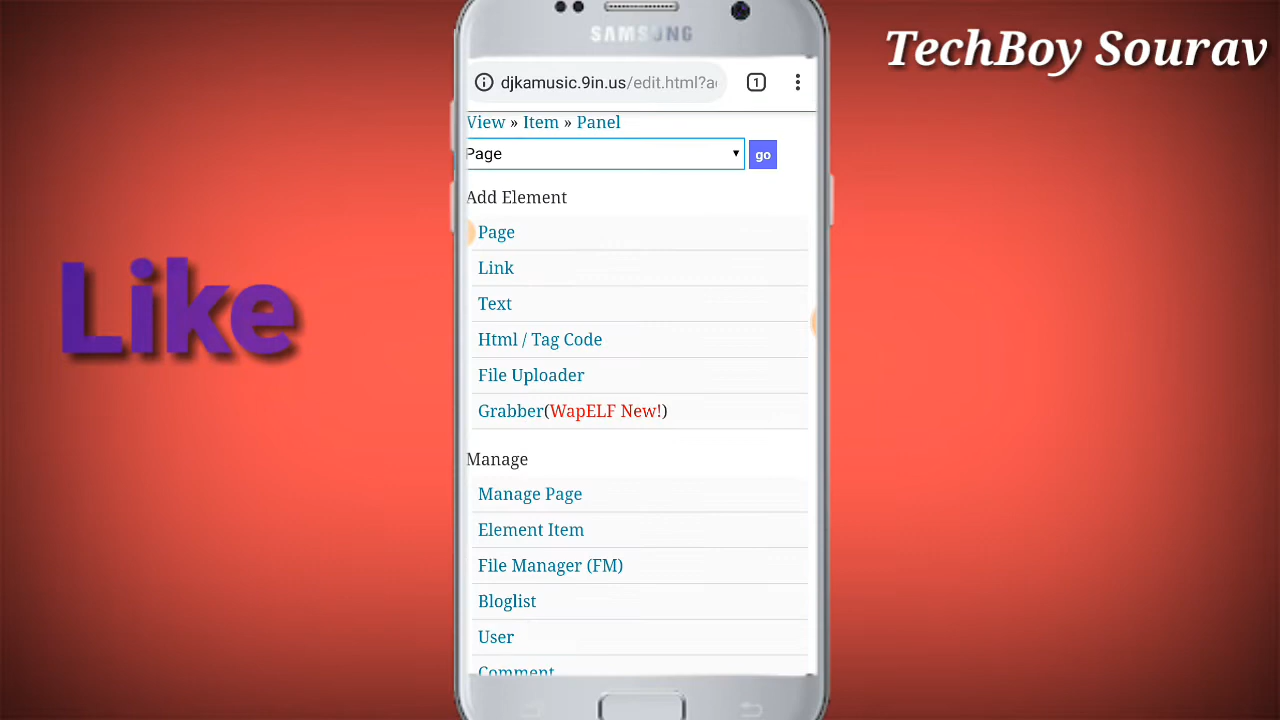 SAMSUNG
TechBoy Sourav
djkamusic.9in.us/edit.html?a
1
View » Item » Panel
Page
go
Add Element
Page
Link
Like
Text
Html / Tag Code
File Uploader
Grabber(WapELF New!)
Manage
Manage Page
Element Item
File Manager (FM)
Bloglist
User
Comment